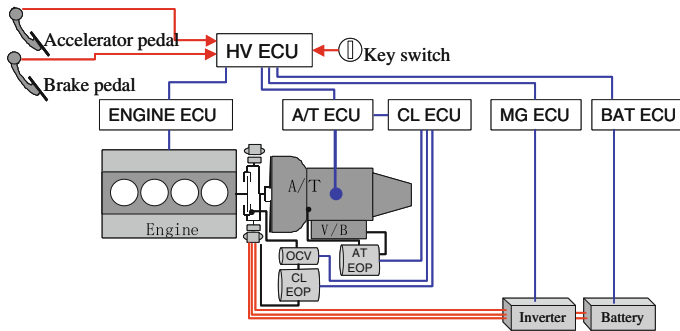 Accelerator pedal
HV ECU
Key switch
Brake pedal
ENGINE ECU
A/T ECU
CL ECU
MG ECU
BAT ECU
A/T
Engine
V/B
OCV
AT
EOP
CL
EOP
Inverter
Battery